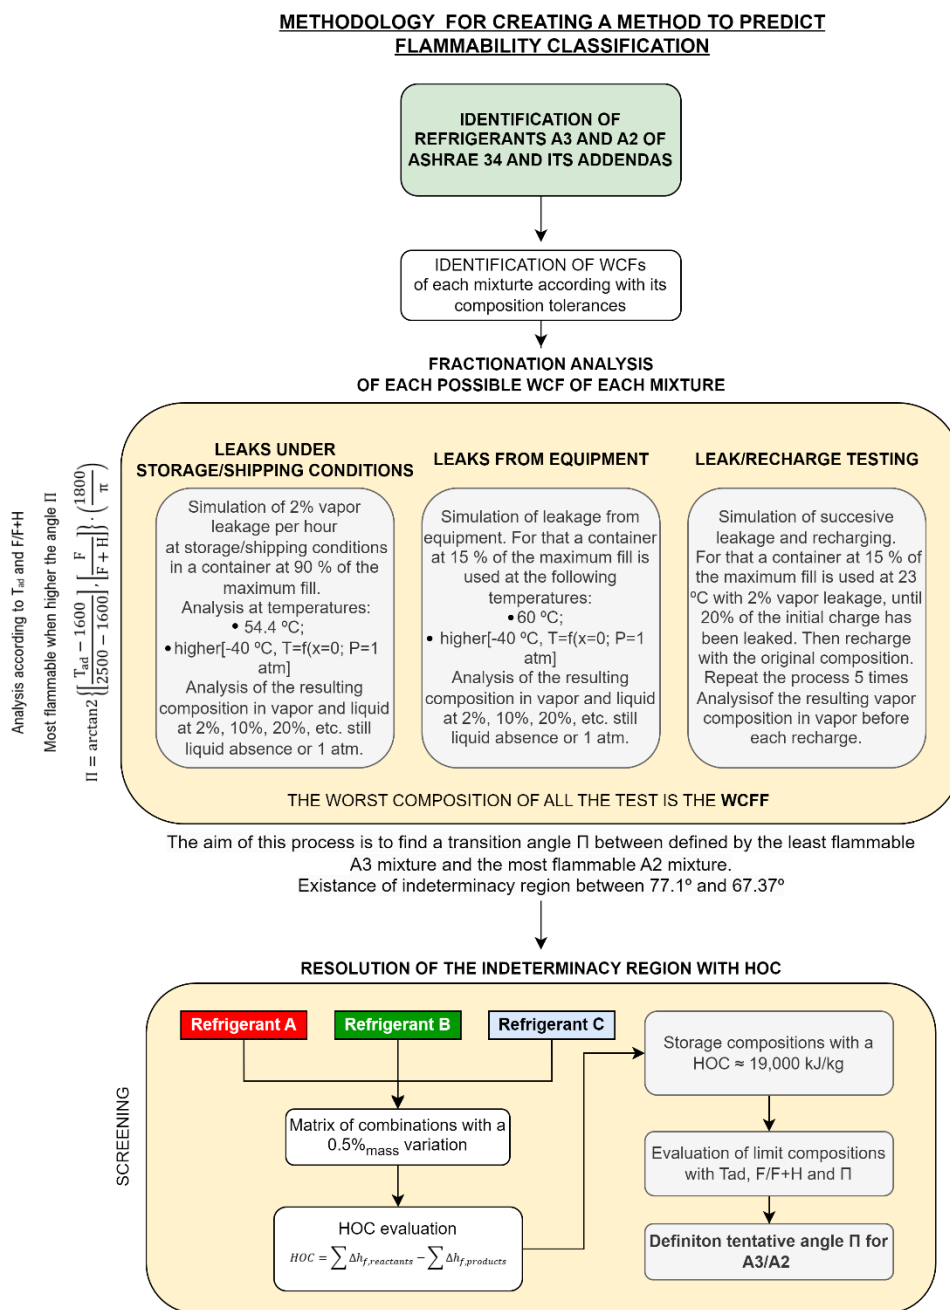 METHODOLOGY FOR CREATING A METHOD TO PREDICT
FLAMMABILITY CLASSIFICATION
IDENTIFICATION OF
REFRIGERANTS A3 AND A2 OF
ASHRAE 34 AND ITS ADDENDAS
IDENTIFICATION OF WCFs
of each mixturte according with its
composition tolerances
FRACTIONATION ANALYSIS
OF EACH POSSIBLE WCF OF EACH MIXTURE
Analysis according to T_ad and F/F+H
Most flammable when higher the angle Π
Π = arctan2{[T_ad − 1600 / 2500 − 1600], [F / F + H]} · (1800 / π)
LEAKS UNDER
STORAGE/SHIPPING CONDITIONS
Simulation of 2% vapor
leakage per hour
at storage/shipping conditions
in a container at 90 % of the
maximum fill.
Analysis at temperatures:
• 54.4 ºC;
• higher[-40 ºC, T=f(x=0; P=1
atm]
Analysis of the resulting
composition in vapor and liquid
at 2%, 10%, 20%, etc. still
liquid absence or 1 atm.
LEAKS FROM EQUIPMENT
Simulation of leakage from
equipment. For that a container
at 15 % of the maximum fill is
used at the following
temperatures:
• 60 ºC;
• higher[-40 ºC, T=f(x=0; P=1
atm]
Analysis of the resulting
composition in vapor and liquid
at 2%, 10%, 20%, etc. still
liquid absence or 1 atm.
LEAK/RECHARGE TESTING
Simulation of succesive
leakage and recharging.
For that a container at 15 % of
the maximum fill is used at 23
ºC with 2% vapor leakage, until
20% of the initial charge has
been leaked. Then recharge
with the original composition.
Repeat the process 5 times
Analysisof the resulting vapor
composition in vapor before
each recharge.
THE WORST COMPOSITION OF ALL THE TEST IS THE WCFF
The aim of this process is to find a transition angle Π between defined by the least flammable
A3 mixture and the most flammable A2 mixture.
Existance of indeterminacy region between 77.1º and 67.37º
RESOLUTION OF THE INDETERMINACY REGION WITH HOC
SCREENING
Refrigerant A
Refrigerant B
Refrigerant C
Matrix of combinations with a
0.5%mass variation
HOC evaluation
HOC = ∑ Δh_f,reactants − ∑ Δh_f,products
Storage compositions with a
HOC ≈ 19,000 kJ/kg
Evaluation of limit compositions
with Tad, F/F+H and Π
Definiton tentative angle Π for
A3/A2